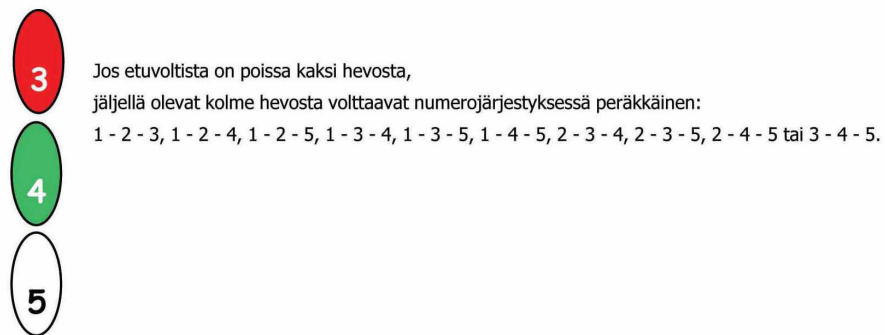 3
Jos etuvoltista on poissa kaksi hevosta,
jäljellä olevat kolme hevosta volttaavat numerojärjestyksessä peräkkäinen:
1 - 2 - 3, 1 - 2 - 4, 1 - 2 - 5, 1 - 3 - 4, 1 - 3 - 5, 1 - 4 - 5, 2 - 3 - 4, 2 - 3 - 5, 2 - 4 - 5 tai 3 - 4 - 5.
4
5